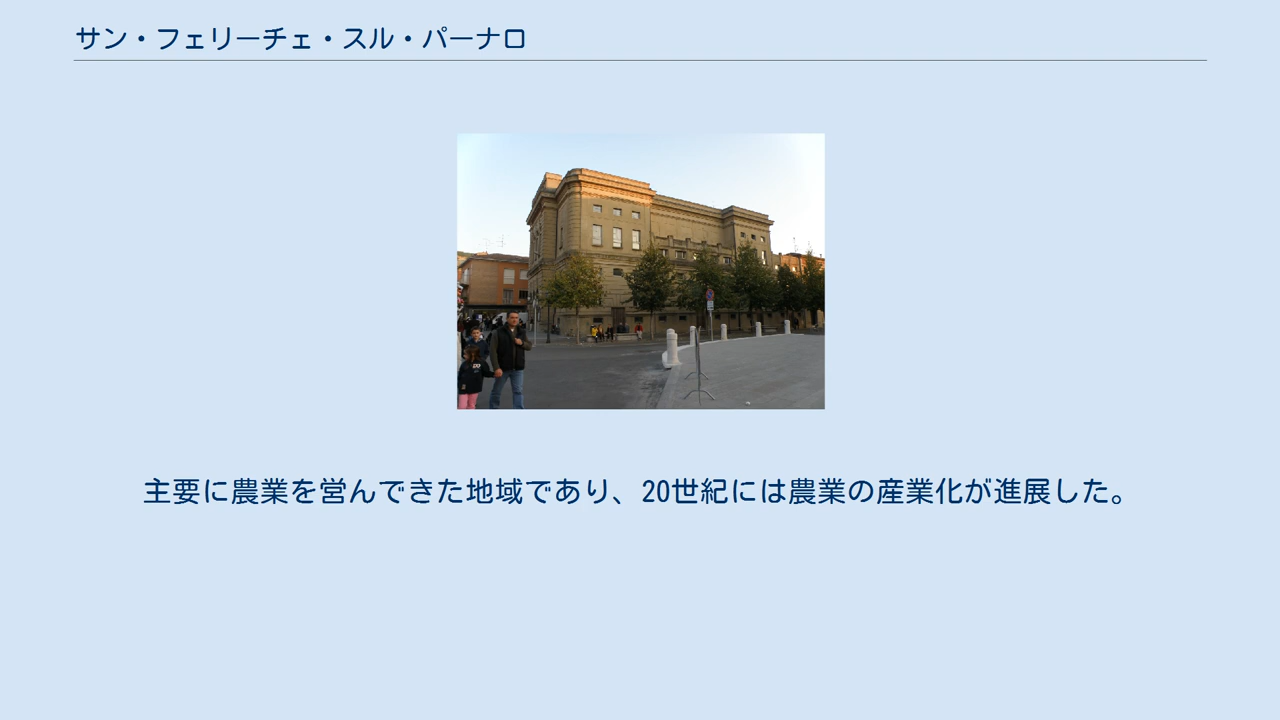 サン・フェリーチェ・スル・パーナロ
主要に農業を営んできた地域であり、20世紀には農業の産業化が進展した。